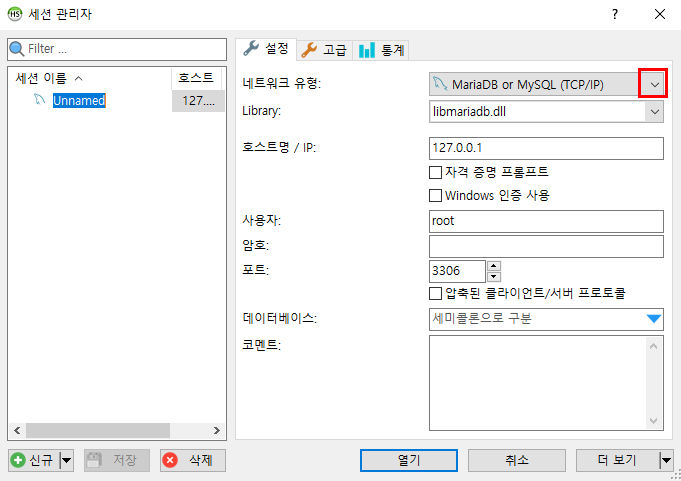 HS 세션 관리자
Filter ...
세션 이름 호스트
Unnamed 127....
설정 고급 통계
네트워크 유형: MariaDB or MySQL (TCP/IP)
Library: libmariadb.dll
호스트명 / IP: 127.0.0.1
자격 증명 프롬프트
Windows 인증 사용
사용자: root
암호:
포트: 3306
압축된 클라이언트/서버 프로토콜
데이터베이스: 세미콜론으로 구분
코멘트:
신규 저장 삭제 열기 취소 더 보기